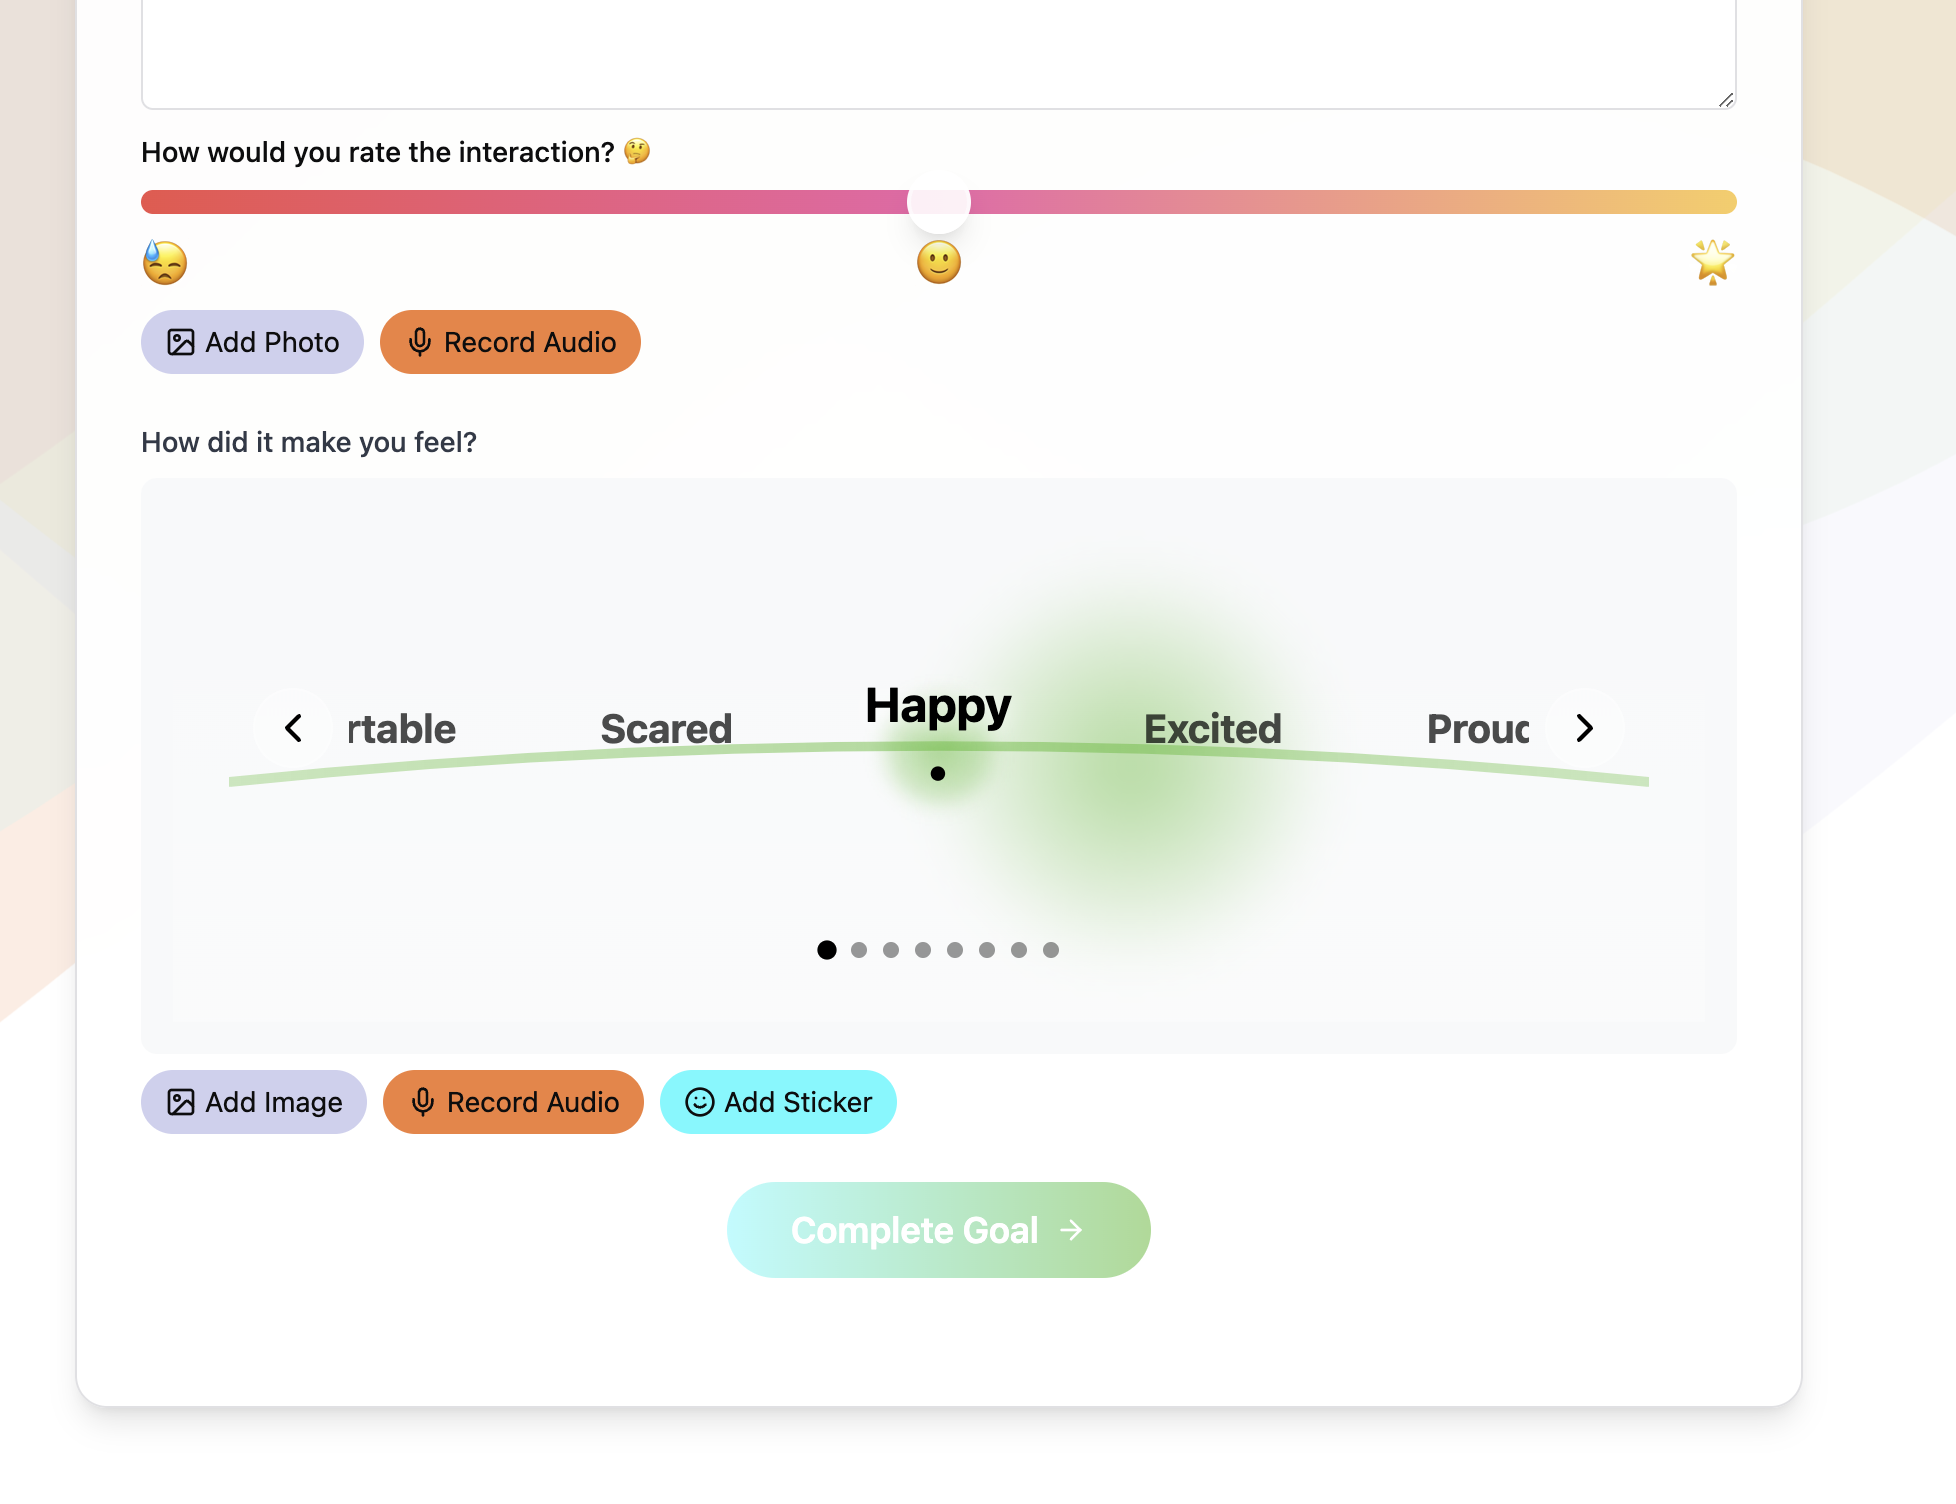 How would you rate the interaction? 🤔
😓 🙂 🌟
Add Photo Record Audio
How did it make you feel?
rtable Scared Happy Excited Proud
Add Image Record Audio Add Sticker
Complete Goal →